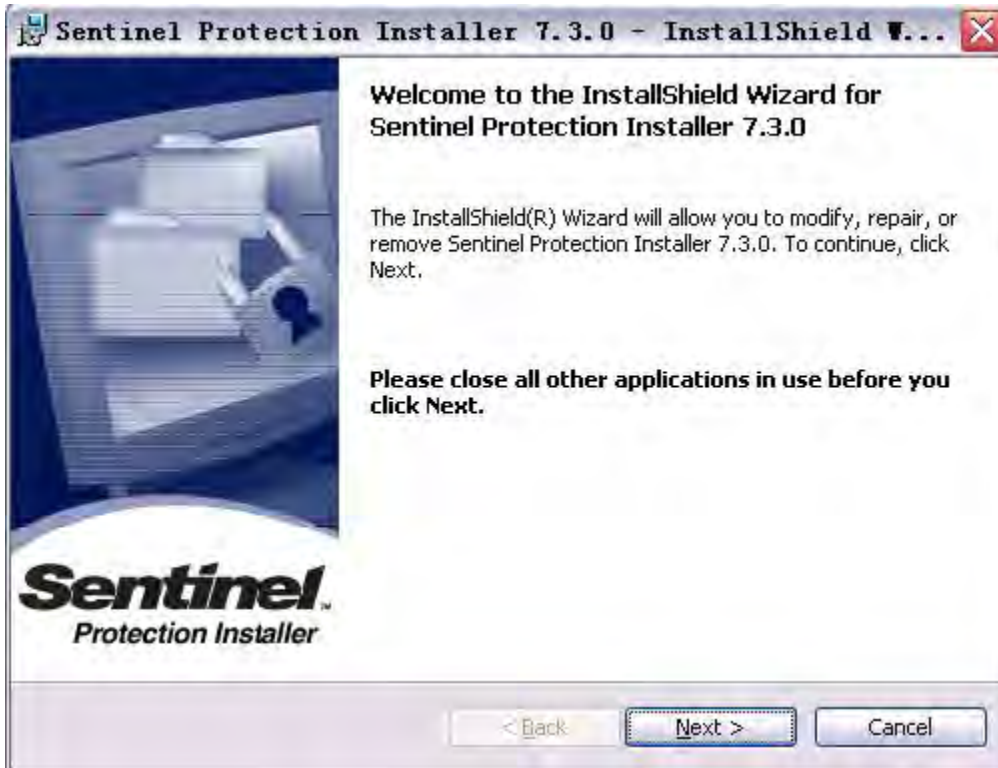 Sentinel Protection Installer 7.3.0 - InstallShield W...
Welcome to the InstallShield Wizard for
Sentinel Protection Installer 7.3.0
The InstallShield(R) Wizard will allow you to modify, repair, or
remove Sentinel Protection Installer 7.3.0. To continue, click
Next.
Please close all other applications in use before you
click Next.
Sentinel™
Protection Installer
< Back
Next >
Cancel